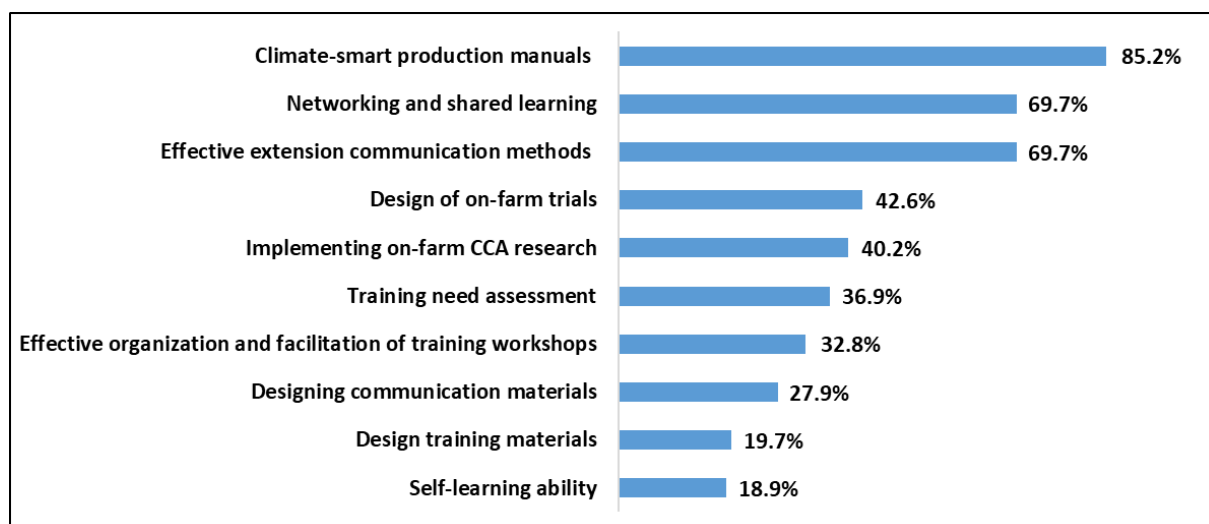 Climate-smart production manuals 85.2%
Networking and shared learning 69.7%
Effective extension communication methods 69.7%
Design of on-farm trials 42.6%
Implementing on-farm CCA research 40.2%
Training need assessment 36.9%
Effective organization and facilitation of training workshops 32.8%
Designing communication materials 27.9%
Design training materials 19.7%
Self-learning ability 18.9%